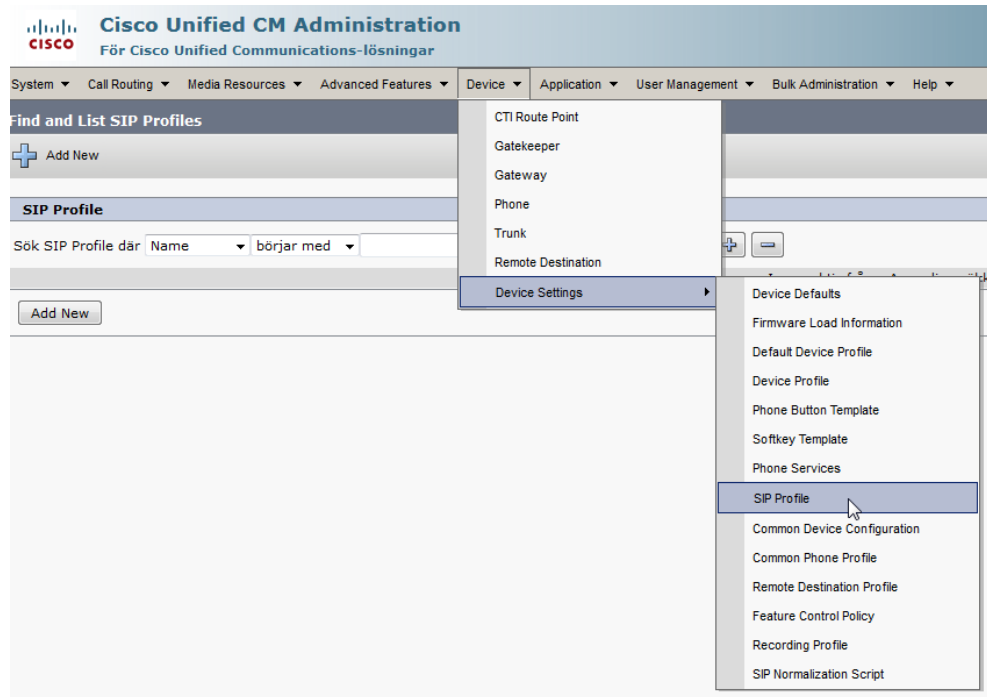 Cisco Unified CM Administration
CISCO
För Cisco Unified Communications-lösningar
System Call Routing Media Resources Advanced Features Device Application User Management Bulk Administration Help
Find and List SIP Profiles
Add New
SIP Profile
Sök SIP Profile där Name börjar med
Add New
CTI Route Point
Gatekeeper
Gateway
Phone
Trunk
Remote Destination
Device Settings
Device Defaults
Firmware Load Information
Default Device Profile
Device Profile
Phone Button Template
Softkey Template
Phone Services
SIP Profile
Common Device Configuration
Common Phone Profile
Remote Destination Profile
Feature Control Policy
Recording Profile
SIP Normalization Script